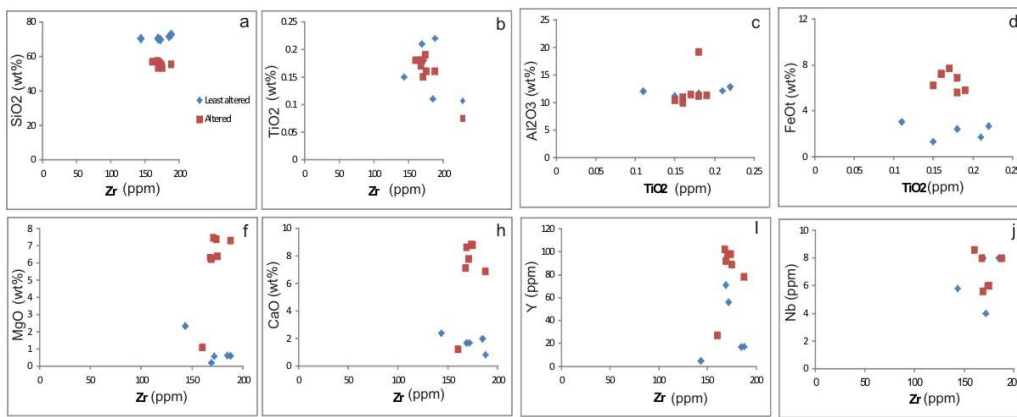 a
SiO2 (wt%)
80
60
40
20
0
0 50 100 150 200
Zr (ppm)
Least altered
Altered
b
TiO2 (wt%)
0.25
0.2
0.15
0.1
0.05
0
0 50 100 150 200
Zr (ppm)
c
Al2O3 (wt%)
25
20
15
10
5
0
0 0.05 0.1 0.15 0.2 0.25
TiO2 (wt%)
d
FeOt (wt%)
12
8
4
0
0 0.05 0.1 0.15 0.2 0.25
TiO2(wt%)
f
MgO (wt%)
8
7
6
5
4
3
2
1
0
0 50 100 150 200
Zr (ppm)
h
CaO (wt%)
10
8
6
4
2
0
0 50 100 150 200
Zr (ppm)
I
Y (ppm)
120
100
80
60
40
20
0
0 50 100 150 200
Zr (ppm)
j
Nb (ppm)
10
8
6
4
2
0
0 50 100 150 200
Zr (ppm)